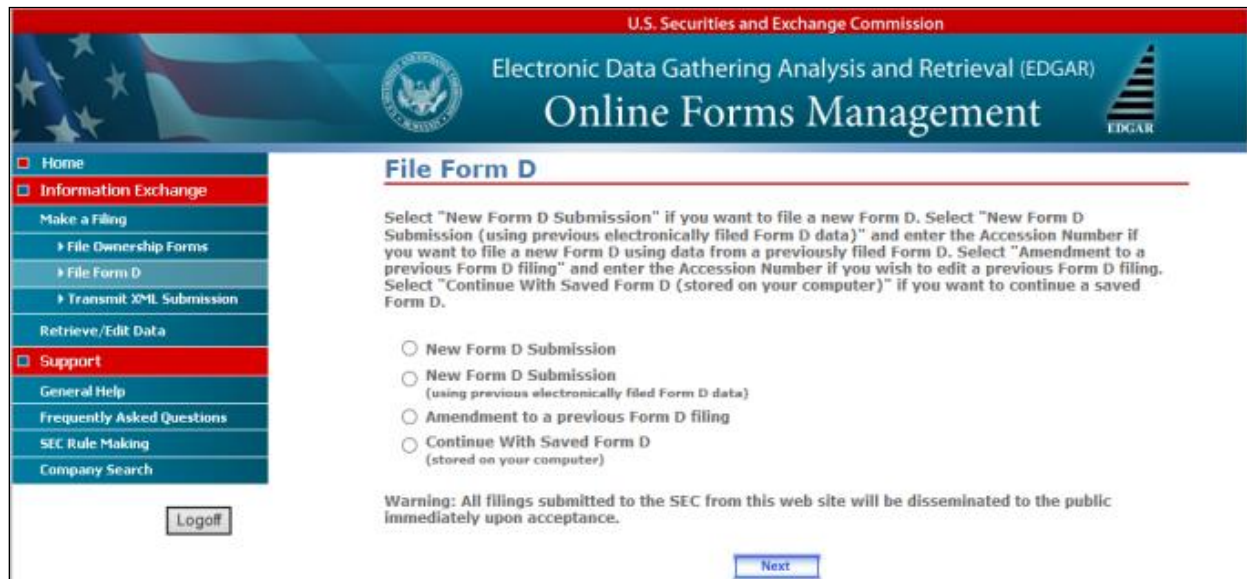 U.S. Securities and Exchange Commission
Electronic Data Gathering Analysis and Retrieval (EDGAR)
Online Forms Management
EDGAR
Home
Information Exchange
Make a Filing
File Ownership Forms
File Form D
Transmit XML Submission
Retrieve/Edit Data
Support
General Help
Frequently Asked Questions
SEC Rule Making
Company Search
Logoff
File Form D
Select "New Form D Submission" if you want to file a new Form D. Select "New Form D
Submission (using previous electronically filed Form D data)" and enter the Accession Number if
you want to file a new Form D using data from a previously filed Form D. Select "Amendment to a
previous Form D filing" and enter the Accession Number if you wish to edit a previous Form D filing.
Select "Continue With Saved Form D (stored on your computer)" if you want to continue a saved
Form D.
New Form D Submission
New Form D Submission
(using previous electronically filed Form D data)
Amendment to a previous Form D filing
Continue With Saved Form D
(stored on your computer)
Warning: All filings submitted to the SEC from this web site will be disseminated to the public
immediately upon acceptance.
Next